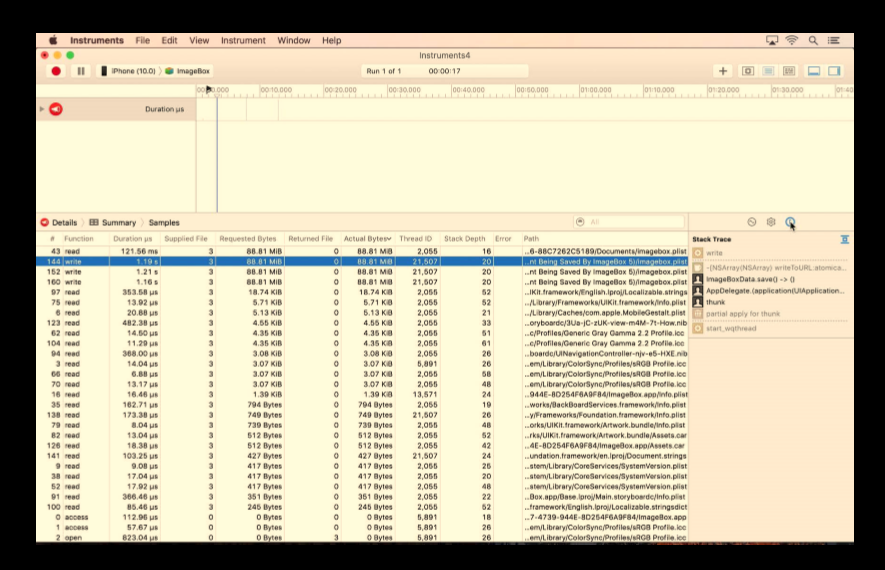 Instruments File Edit View Instrument Window Help
Instruments4
iPhone (10.0) ImageBox Run 1 of 1 00:00:17
00:10.000 00:20.000 00:30.000 00:40.000 00:50.000 01:00.000 01:10.000 01:20.000 01:30.000
Duration µs
Details Summary Samples All
# Function Duration µs Supplied File Requested Bytes Returned File Actual Bytes Thread ID Stack Depth Error Path
43 read 121.56 ms 3 88.81 MiB 0 88.81 MiB 2,055 16 ...6-88C7262C5189/Documents/imagebox.plist
144 write 1.19 s 3 88.81 MiB 0 88.81 MiB 21,507 20 ...nt Being Saved By ImageBox 5)/imagebox.plist
152 write 1.21 s 3 88.81 MiB 0 88.81 MiB 21,507 20 ...nt Being Saved By ImageBox 5)/imagebox.plist
160 write 1.16 s 3 88.81 MiB 0 88.81 MiB 21,507 20 ...nt Being Saved By ImageBox 5)/imagebox.plist
97 read 353.58 µs 3 18.74 KiB 0 18.74 KiB 2,055 52 ...UIKit.framework/English.lproj/Localizable.strings
75 read 13.92 µs 3 5.71 KiB 0 5.71 KiB 2,055 52 .../Library/Frameworks/UIKit.framework/Info.plist
6 read 20.88 µs 3 5.13 KiB 0 5.13 KiB 2,055 21 .../Library/Caches/com.apple.MobileGestalt.plist
123 read 482.38 µs 3 4.55 KiB 0 4.55 KiB 2,055 33 ...oryboardc/3Ua-jC-zUK-view-m4M-7t-How.nib
62 read 14.50 µs 3 4.55 KiB 0 4.55 KiB 2,055 51 ...c/Profiles/Generic Gray Gamma 2.2 Profile.icc
104 read 11.29 µs 3 4.55 KiB 0 4.55 KiB 2,055 61 ...c/Profiles/Generic Gray Gamma 2.2 Profile.icc
94 read 368.00 µs 3 3.08 KiB 0 3.08 KiB 2,055 26 ...boardc/UINavigationController-njv-e5-HXE.nib
3 read 14.04 µs 3 3.07 KiB 0 3.07 KiB 5,891 26 ...em/Library/ColorSync/Profiles/sRGB Profile.icc
66 read 6.88 µs 3 3.07 KiB 0 3.07 KiB 2,055 58 ...em/Library/ColorSync/Profiles/sRGB Profile.icc
70 read 13.17 µs 3 3.07 KiB 0 3.07 KiB 2,055 48 ...em/Library/ColorSync/Profiles/sRGB Profile.icc
16 read 16.46 µs 3 1.39 KiB 0 1.39 KiB 13,571 24 ...944E-8D254F6A9F84/ImageBox.app/Info.plist
35 read 162.71 µs 3 794 Bytes 0 794 Bytes 2,055 19 ...works/BackBoardServices.framework/Info.plist
138 read 173.38 µs 3 749 Bytes 0 749 Bytes 21,507 26 ...y/Frameworks/Foundation.framework/Info.plist
79 read 8.04 µs 3 739 Bytes 0 739 Bytes 2,055 48 ...orks/UIKit.framework/Artwork.bundle/Info.plist
82 read 13.04 µs 3 512 Bytes 0 512 Bytes 2,055 52 ...rks/UIKit.framework/Artwork.bundle/Assets.car
126 read 18.38 µs 3 512 Bytes 0 512 Bytes 2,055 42 ...4E-8D254F6A9F84/ImageBox.app/Assets.car
141 read 103.25 µs 3 427 Bytes 0 427 Bytes 21,507 24 ...undation.framework/en.lproj/Document.strings
9 read 9.08 µs 3 417 Bytes 0 417 Bytes 2,055 25 ...stem/Library/CoreServices/SystemVersion.plist
38 read 17.04 µs 3 417 Bytes 0 417 Bytes 2,055 20 ...stem/Library/CoreServices/SystemVersion.plist
52 read 17.92 µs 3 417 Bytes 0 417 Bytes 2,055 48 ...stem/Library/CoreServices/SystemVersion.plist
91 read 366.46 µs 3 351 Bytes 0 351 Bytes 2,055 22 ...Box.app/Base.lproj/Main.storyboardc/Info.plist
100 read 85.46 µs 3 245 Bytes 0 245 Bytes 2,055 52 ...framework/English.lproj/Localizable.stringsdict
0 access 112.96 µs 0 0 Bytes 0 0 Bytes 5,891 18 ...7-4739-944E-8D254F6A9F84/ImageBox.app
1 access 57.67 µs 0 0 Bytes 0 0 Bytes 5,891 26 ...em/Library/ColorSync/Profiles/sRGB Profile.icc
2 open 823.04 µs 0 0 Bytes 3 0 Bytes 5,891 26 ...em/Library/ColorSync/Profiles/sRGB Profile.icc
Stack Trace
write
-[NSArray(NSArray) writeToURL:atomica...
ImageBoxData.save() -> ()
AppDelegate.(application(UIApplication...
thunk
partial apply for thunk
start_wqthread